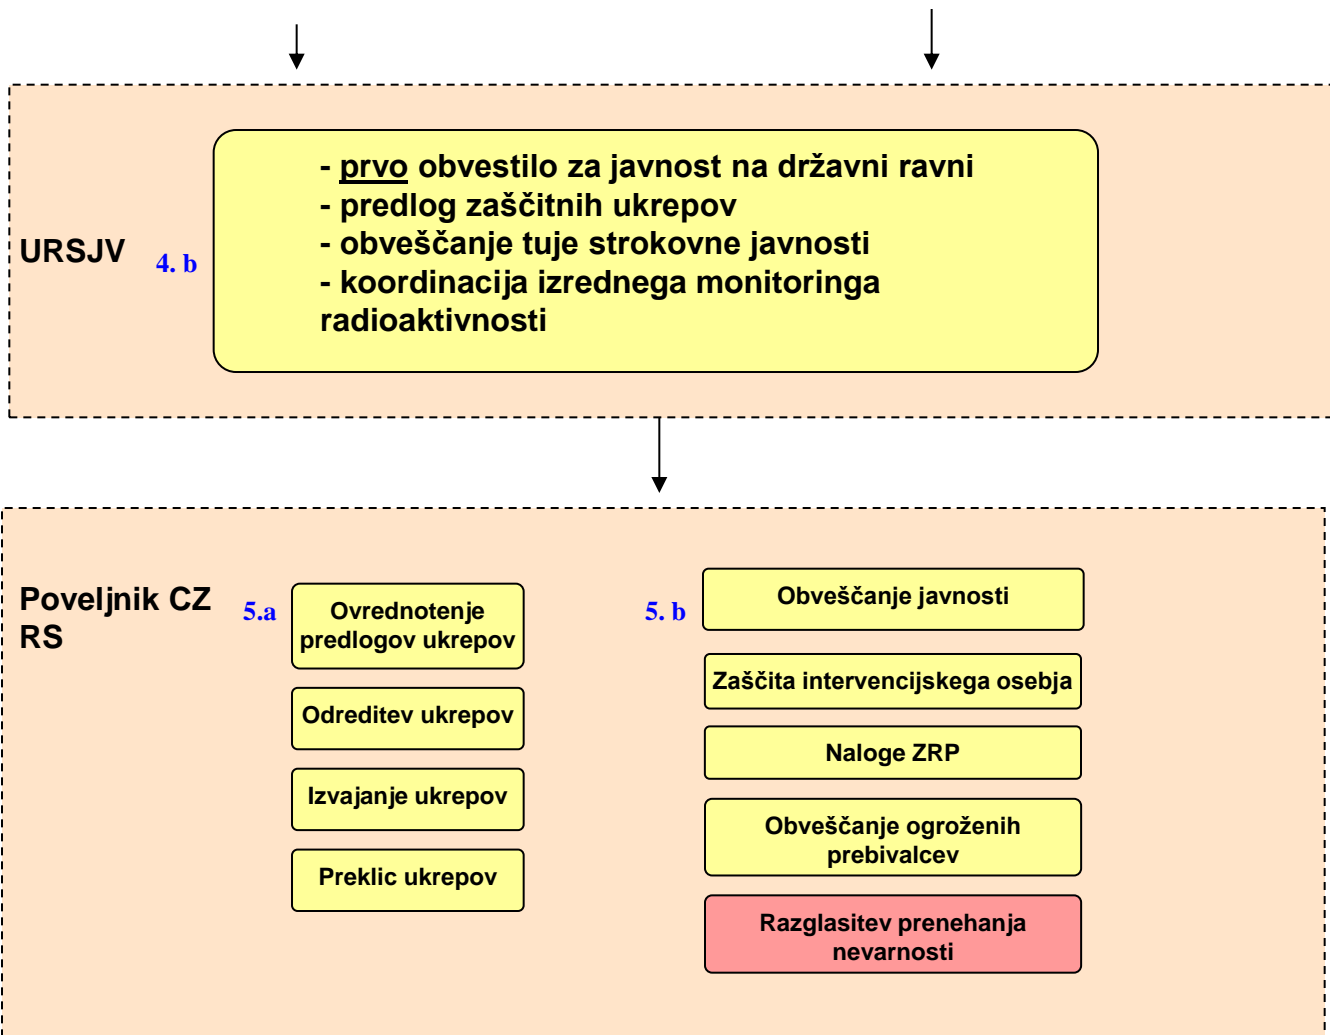 URSJV
4. b
- prvo obvestilo za javnost na državni ravni
- predlog zaščitnih ukrepov
- obveščanje tuje strokovne javnosti
- koordinacija izrednega monitoringa
radioaktivnosti
Poveljnik CZ
RS
5.a
Ovrednotenje
predlogov ukrepov
Odreditev ukrepov
Izvajanje ukrepov
Preklic ukrepov
5. b
Obveščanje javnosti
Zaščita intervencijskega osebja
Naloge ZRP
Obveščanje ogroženih
prebivalcev
Razglasitev prenehanja
nevarnosti